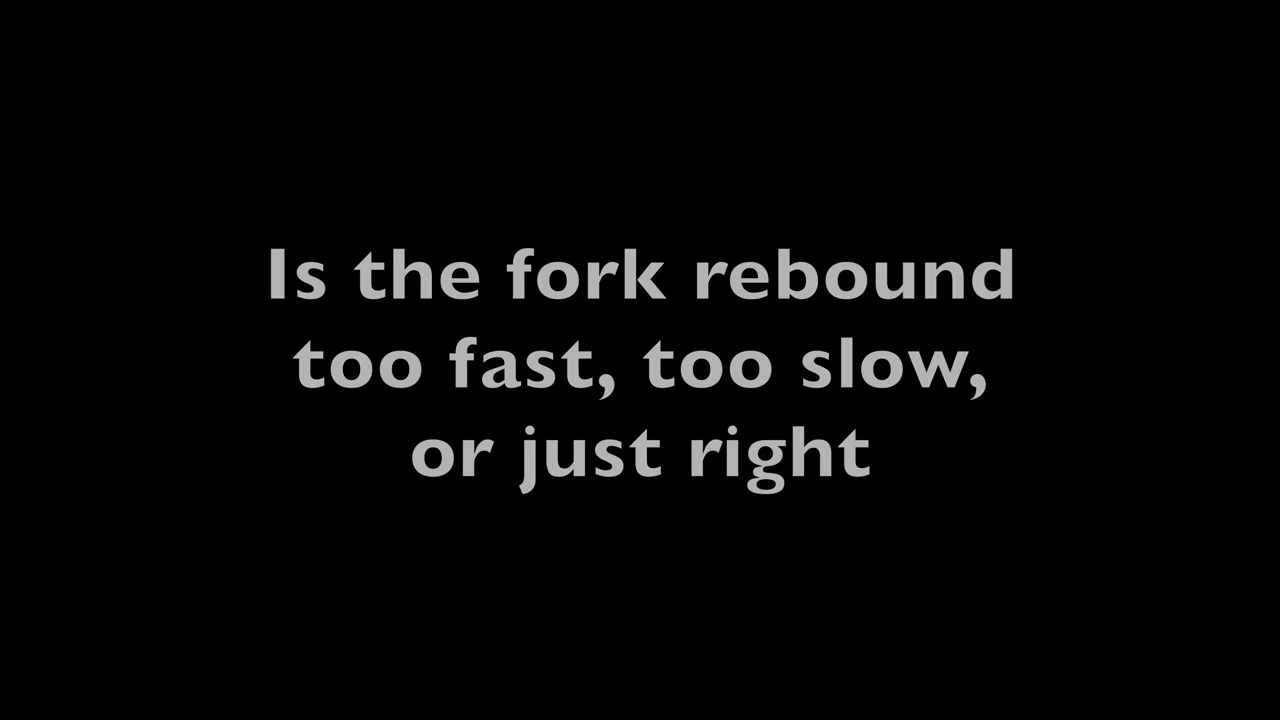 Is the fork rebound
too fast, too slow,
or just right